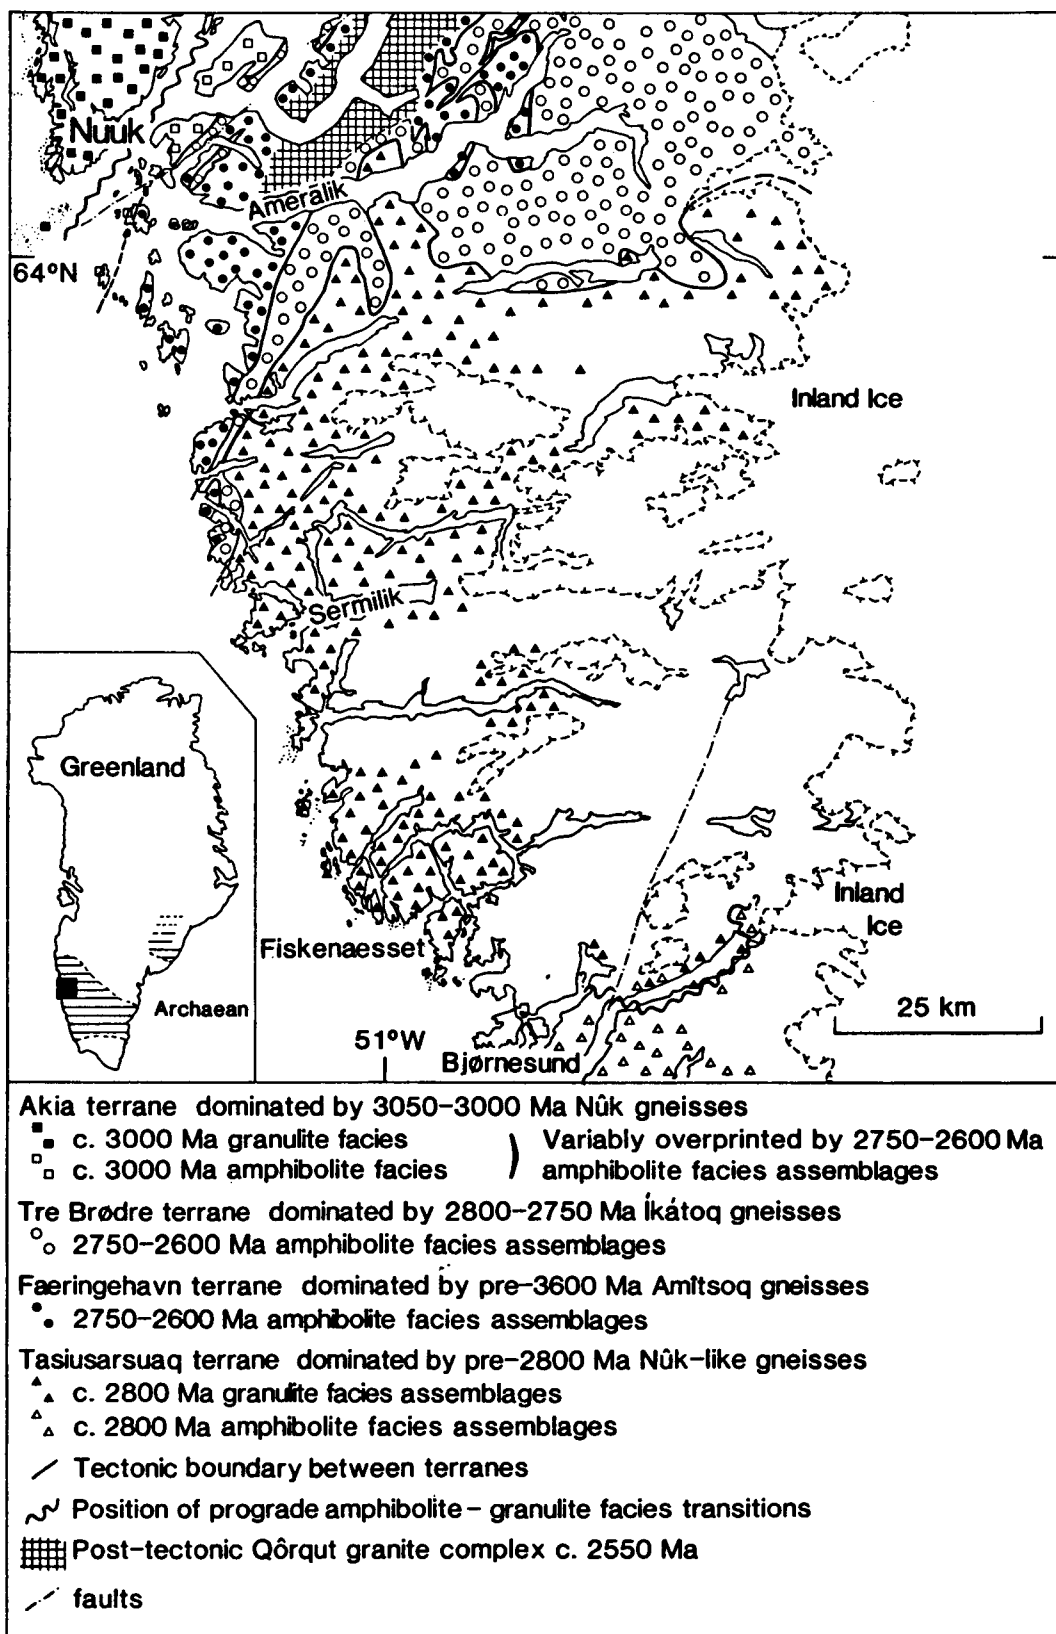 Nuuk
Ameralik
64°N
Inland Ice
Sermilik
Greenland
Archaean
Fiskenaesset
Inland
Ice
?
25 km
51°W
Bjørnesund
Akia terrane dominated by 3050-3000 Ma Nûk gneisses
c. 3000 Ma granulite facies
c. 3000 Ma amphibolite facies
) Variably overprinted by 2750-2600 Ma
amphibolite facies assemblages
Tre Brødre terrane dominated by 2800-2750 Ma Íkátoq gneisses
2750-2600 Ma amphibolite facies assemblages
Faeringehavn terrane dominated by pre-3600 Ma Amîtsoq gneisses
2750-2600 Ma amphibolite facies assemblages
Tasiusarsuaq terrane dominated by pre-2800 Ma Nûk-like gneisses
c. 2800 Ma granulite facies assemblages
c. 2800 Ma amphibolite facies assemblages
Tectonic boundary between terranes
Position of prograde amphibolite - granulite facies transitions
Post-tectonic Qôrqut granite complex c. 2550 Ma
faults